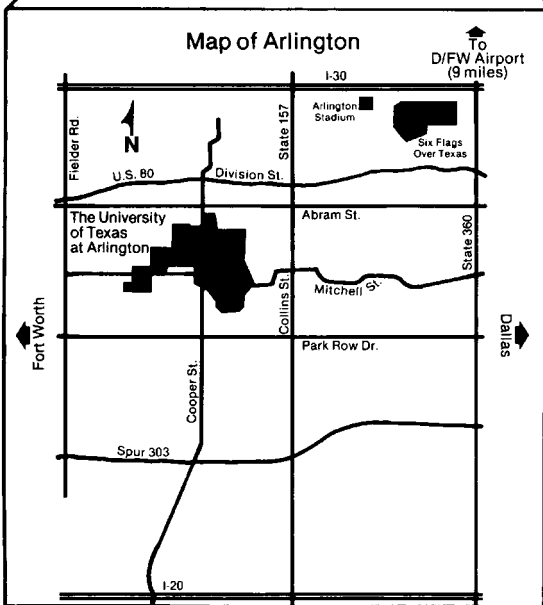 Map of Arlington
To
D/FW Airport
(9 miles)
I-30
Arlington
Stadium
Six Flags
Over Texas
N
Fielder Rd.
State 157
U.S. 80
Division St.
The University
of Texas
at Arlington
Abram St.
State 360
Collins St.
Mitchell St.
Fort Worth
Dallas
Park Row Dr.
Cooper St.
Spur 303
I-20